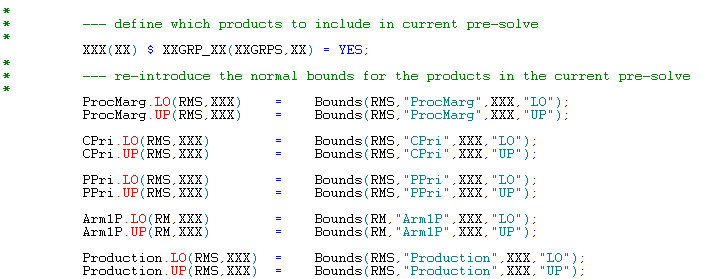 *
*        --- define which products to include in current pre-solve
*
         XXX(XX) $ XXGRP_XX(XXGRPS,XX) = YES;
*
*        --- re-introduce the normal bounds for the products in the current pre-solve
*
         ProcMarg.LO(RMS,XXX)    =    Bounds(RMS,"ProcMarg",XXX,"LO");
         ProcMarg.UP(RMS,XXX)    =    Bounds(RMS,"ProcMarg",XXX,"UP");
         CPri.LO(RMS,XXX)        =    Bounds(RMS,"CPri",XXX,"LO");
         CPri.UP(RMS,XXX)        =    Bounds(RMS,"CPri",XXX,"UP");
         PPri.LO(RMS,XXX)        =    Bounds(RMS,"PPri",XXX,"LO");
         PPri.UP(RMS,XXX)        =    Bounds(RMS,"PPri",XXX,"UP");
         Arm1P.LO(RM,XXX)        =    Bounds(RM,"Arm1P",XXX,"LO");
         Arm1P.UP(RM,XXX)        =    Bounds(RM,"Arm1P",XXX,"UP");
         Production.LO(RMS,XXX)  =    Bounds(RMS,"Production",XXX,"LO");
         Production.UP(RMS,XXX)  =    Bounds(RMS,"Production",XXX,"UP");